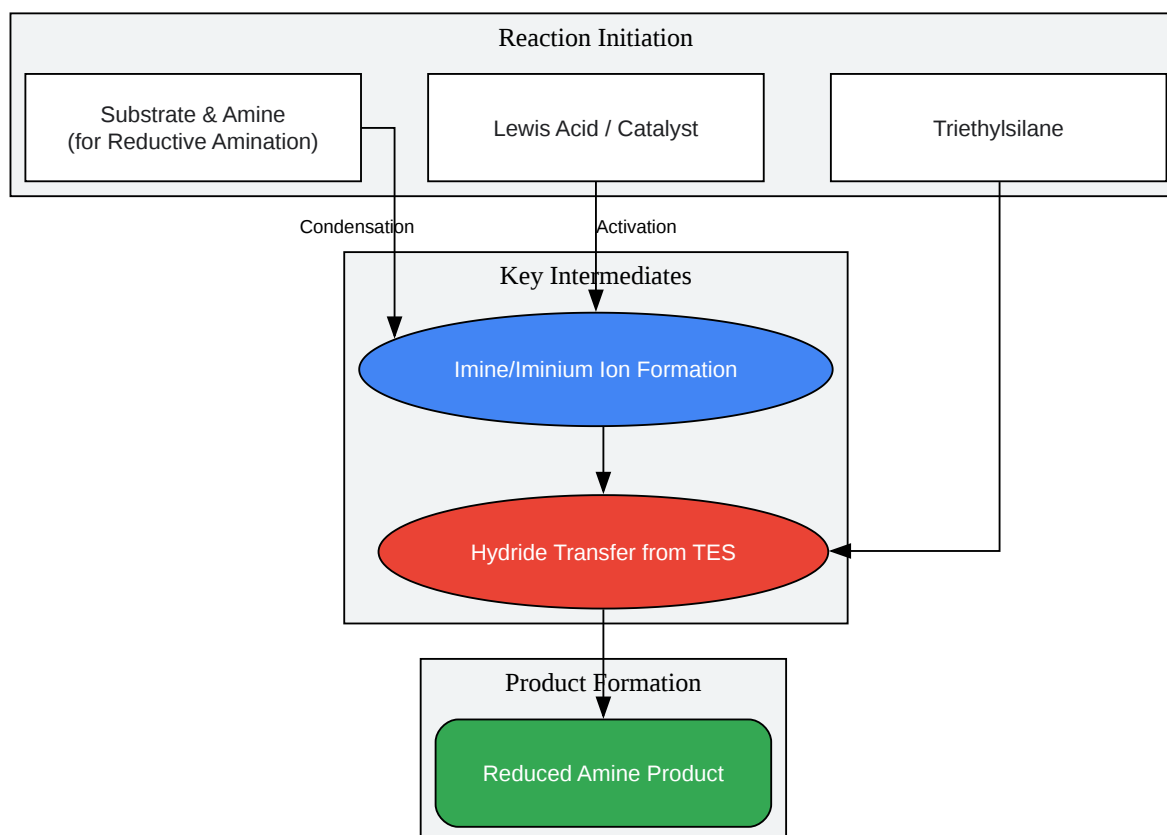 Reaction Initiation
Substrate & Amine
(for Reductive Amination)
Lewis Acid / Catalyst
Triethylsilane
Condensation
Activation
Key Intermediates
Imine/Iminium Ion Formation
Hydride Transfer from TES
Product Formation
Reduced Amine Product